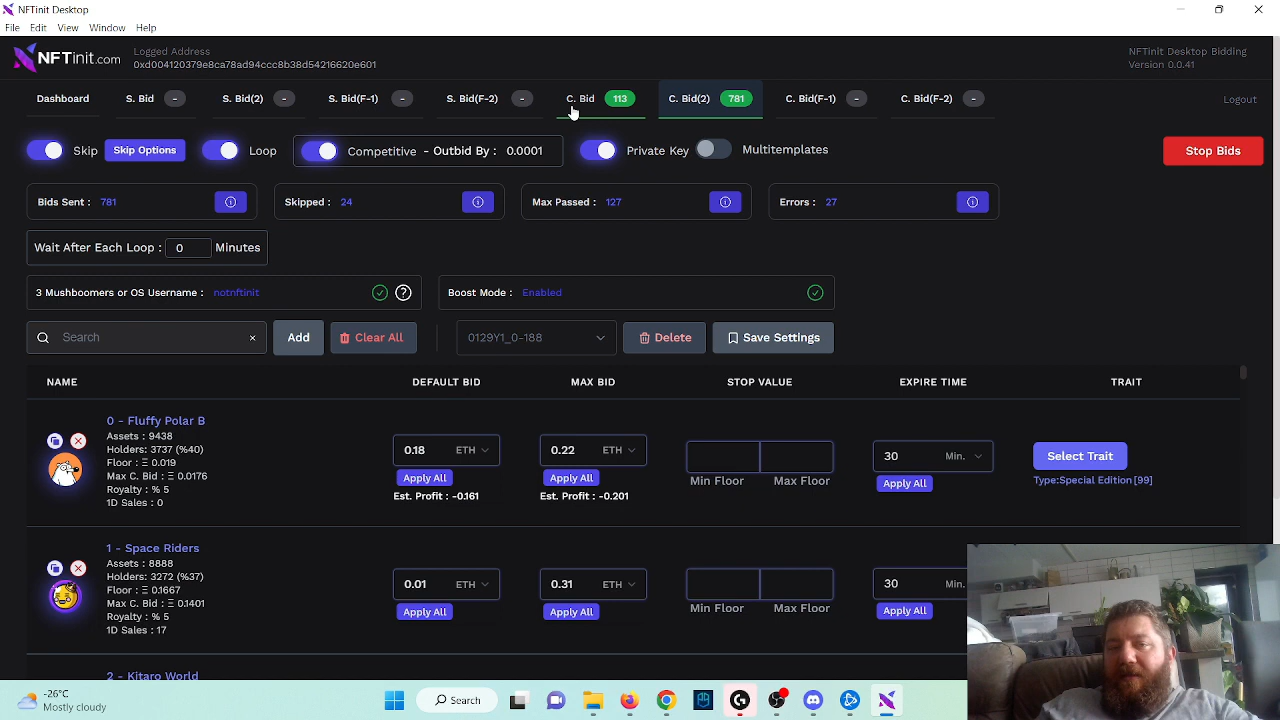 NFTinit Desktop
File Edit View Window Help
NFTinit.com
Logged Address
0xd004120379e8ca78ad94ccc8b38d54216620e601
NFTinit Desktop Bidding
Version 0.0.41
Dashboard S. Bid - S. Bid(2) - S. Bid(F-1) - S. Bid(F-2) - C. Bid 113 C. Bid(2) 781 C. Bid(F-1) - C. Bid(F-2) - Logout
Skip Skip Options Loop Competitive - Outbid By : 0.0001 Private Key Multitemplates Stop Bids
Bids Sent : 781 Skipped : 24 Max Passed : 127 Errors : 27
Wait After Each Loop : 0 Minutes
3 Mushboomers or OS Username : notnftinit ? Boost Mode : Enabled
Search × Add Clear All 0129Y1_0-188 Delete Save Settings
NAME DEFAULT BID MAX BID STOP VALUE EXPIRE TIME TRAIT
0 - Fluffy Polar B
Assets : 9438
Holders: 3737 (%40)
Floor : Ξ 0.019
Max C. Bid : Ξ 0.0176
Royalty : % 5
1D Sales : 0
0.18 ETH 0.22 ETH 30 Min. Select Trait
Apply All Apply All Min Floor Max Floor Apply All Type:Special Edition [99]
Est. Profit : -0.161 Est. Profit : -0.201
1 - Space Riders
Assets : 8888
Holders: 3272 (%37)
Floor : Ξ 0.1667
Max C. Bid : Ξ 0.1401
Royalty : % 5
1D Sales : 17
0.01 ETH 0.31 ETH 30 Min.
Apply All Apply All Min Floor Max Floor Apply All
2 - Kitaro World
-26°C
Mostly cloudy
Search